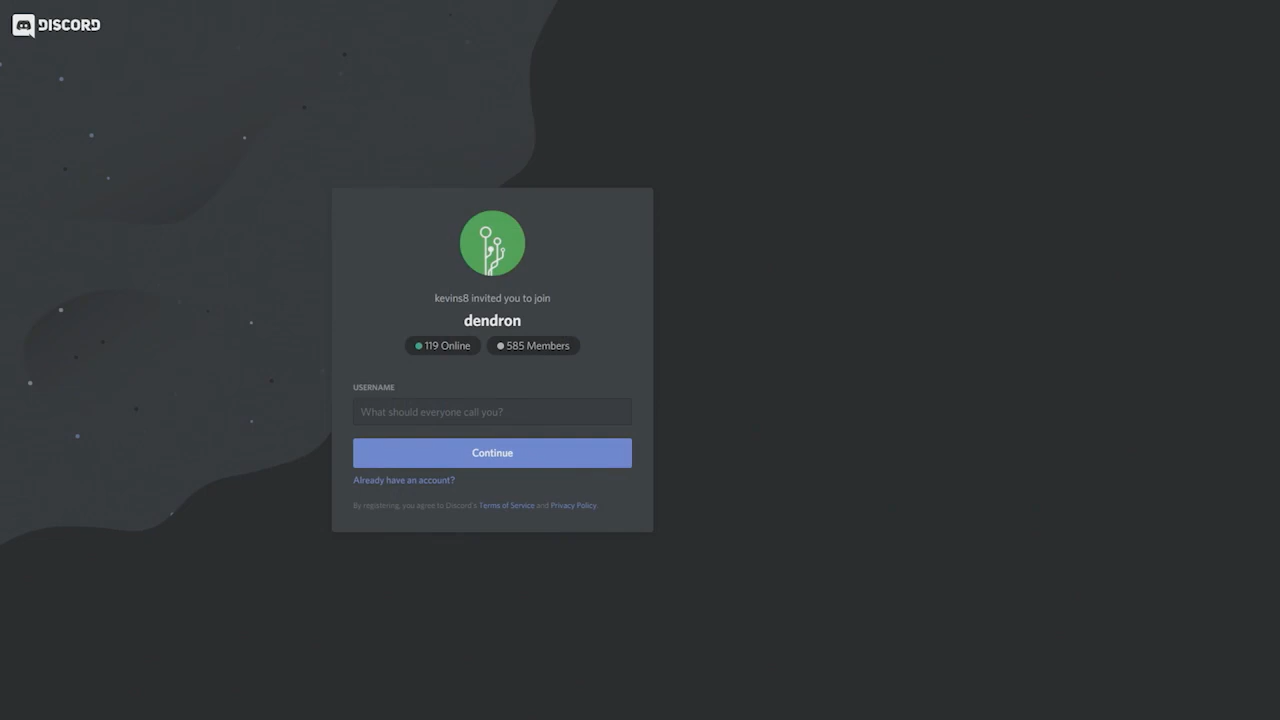 DISCORD
kevins8 invited you to join
dendron
119 Online 585 Members
USERNAME
What should everyone call you?
Continue
Already have an account?
By registering, you agree to Discord's Terms of Service and Privacy Policy.